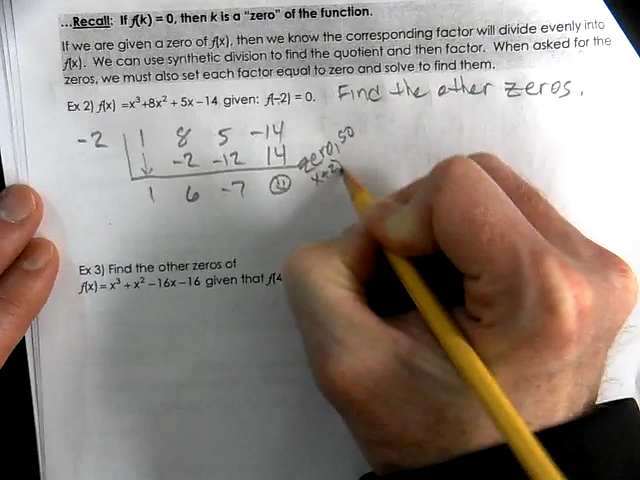 ...Recall: If f(k) = 0, then k is a "zero" of the function.
If we are given a zero of f(x), then we know the corresponding factor will divide evenly into
f(x). We can use synthetic division to find the quotient and then factor. When asked for the
zeros, we must also set each factor equal to zero and solve to find them.
Ex 2) f(x) =x³+8x² + 5x – 14 given: f(-2) = 0. Find the other zeros.
-2 | 1 8 5 -14
↓ -2 -12 14
zero, so
1 6 -7
Ex 3) Find the other zeros of
f(x) = x³ + x² – 16x – 16 given that f(4